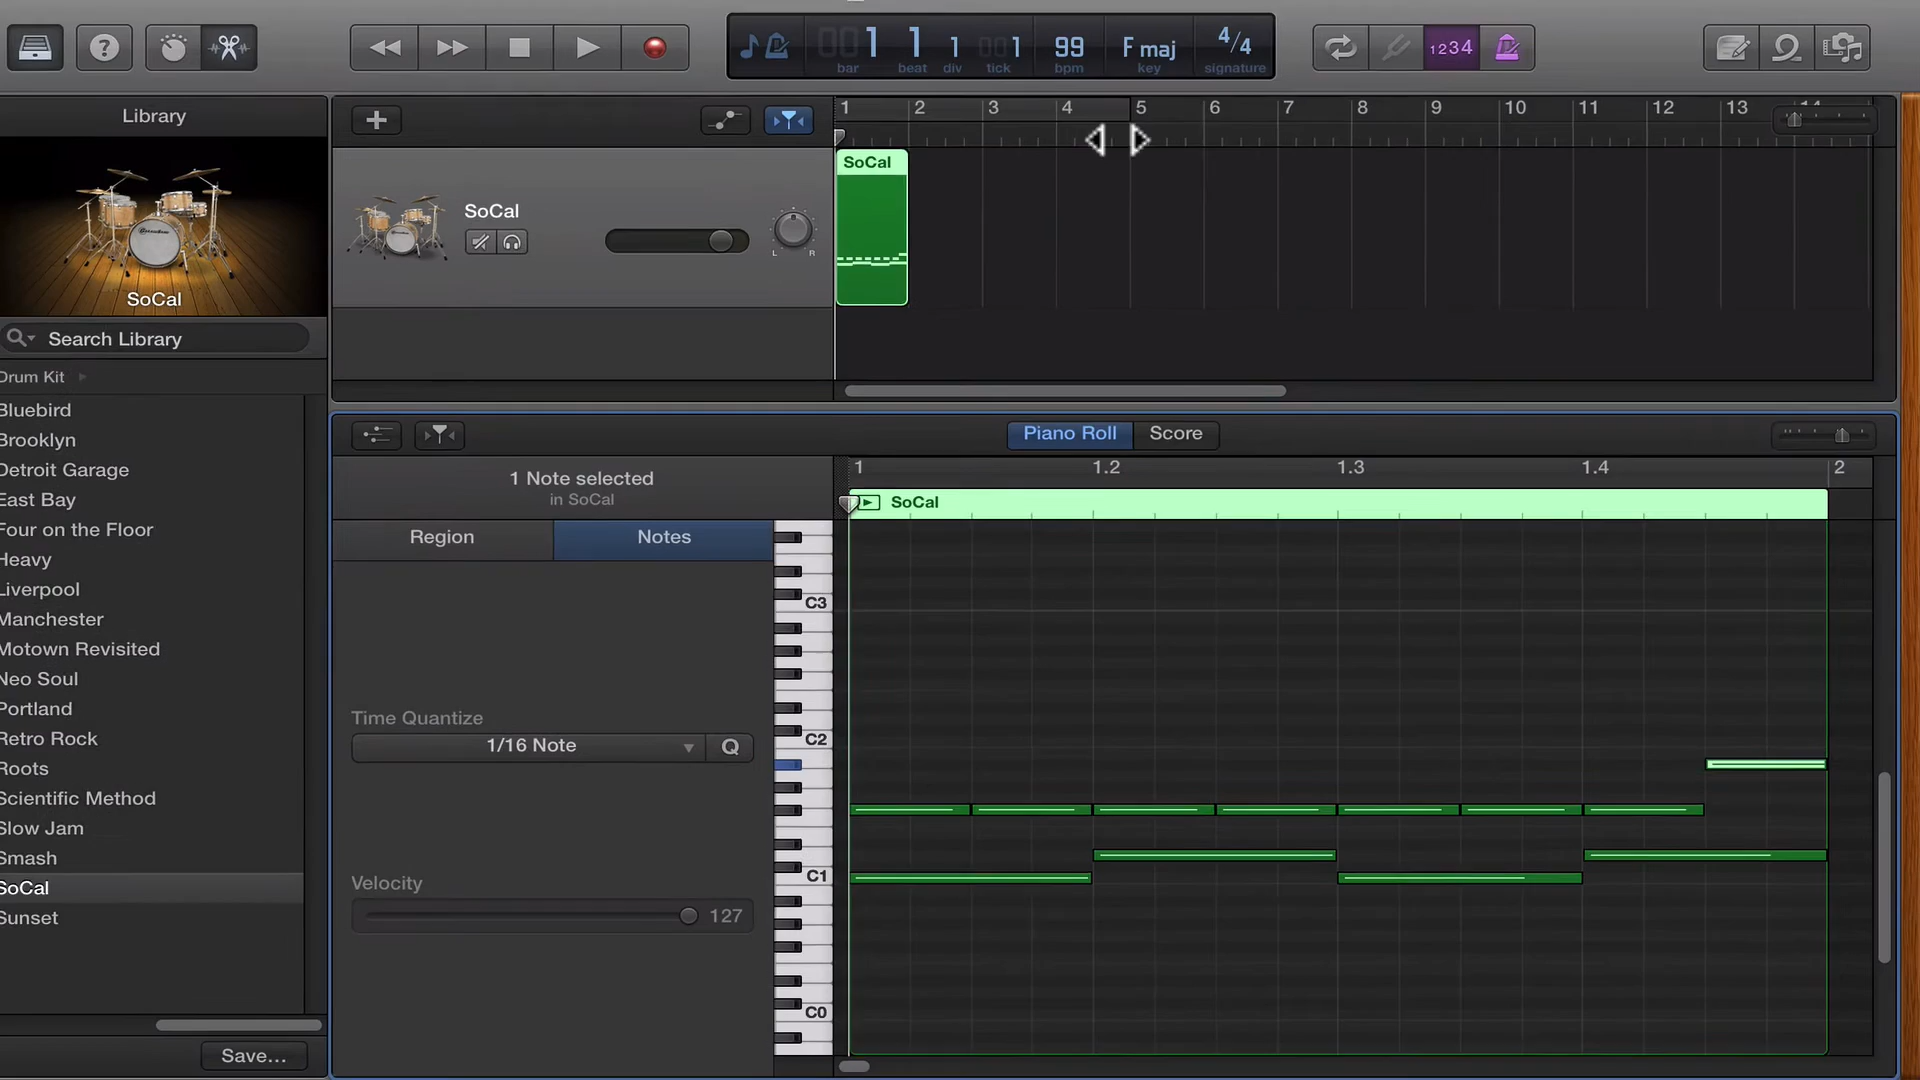 ?
001 1 1 001 99 F maj 4/4
bar beat div tick bpm key signature
1234
Library
1 2 3 4 5 6 7 8 9 10 11 12 13 14
SoCal
SoCal
SoCal
L R
Search Library
Drum Kit
Bluebird
Brooklyn
Detroit Garage
East Bay
Four on the Floor
Heavy
Liverpool
Manchester
Motown Revisited
Neo Soul
Portland
Retro Rock
Roots
Scientific Method
Slow Jam
Smash
SoCal
Sunset
Save...
Piano Roll Score
1 Note selected
in SoCal
1 1.2 1.3 1.4 2
SoCal
Region Notes
Time Quantize
1/16 Note Q
Velocity
127
C3
C2
C1
C0